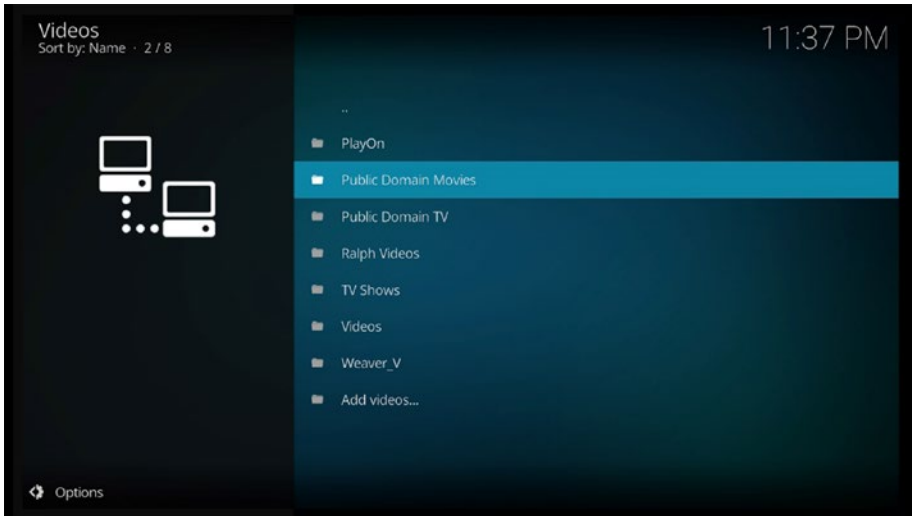 Videos
Sort by: Name · 2 / 8
11:37 PM
..
PlayOn
Public Domain Movies
Public Domain TV
Ralph Videos
TV Shows
Videos
Weaver_V
Add videos...
Options